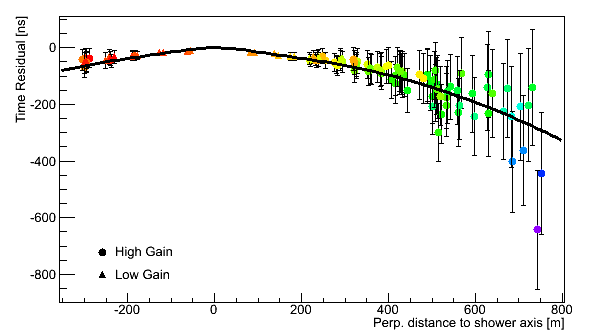 Time Residual [ns]
0
-200
-400
-600
-800
High Gain
Low Gain
-200 0 200 400 600 800
Perp. distance to shower axis [m]